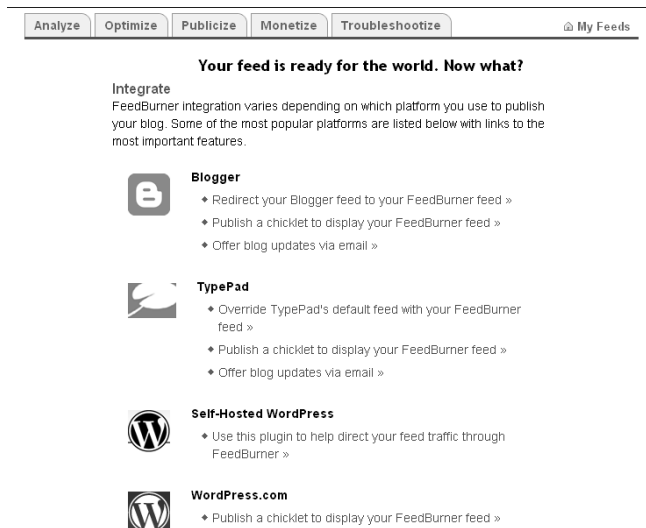 Analyze Optimize Publicize Monetize Troubleshootize My Feeds
Your feed is ready for the world. Now what?
Integrate
FeedBurner integration varies depending on which platform you use to publish
your blog. Some of the most popular platforms are listed below with links to the
most important features.
Blogger
Redirect your Blogger feed to your FeedBurner feed »
Publish a chicklet to display your FeedBurner feed »
Offer blog updates via email »
TypePad
Override TypePad's default feed with your FeedBurner
feed »
Publish a chicklet to display your FeedBurner feed »
Offer blog updates via email »
Self-Hosted WordPress
Use this plugin to help direct your feed traffic through
FeedBurner »
WordPress.com
Publish a chicklet to display your FeedBurner feed »